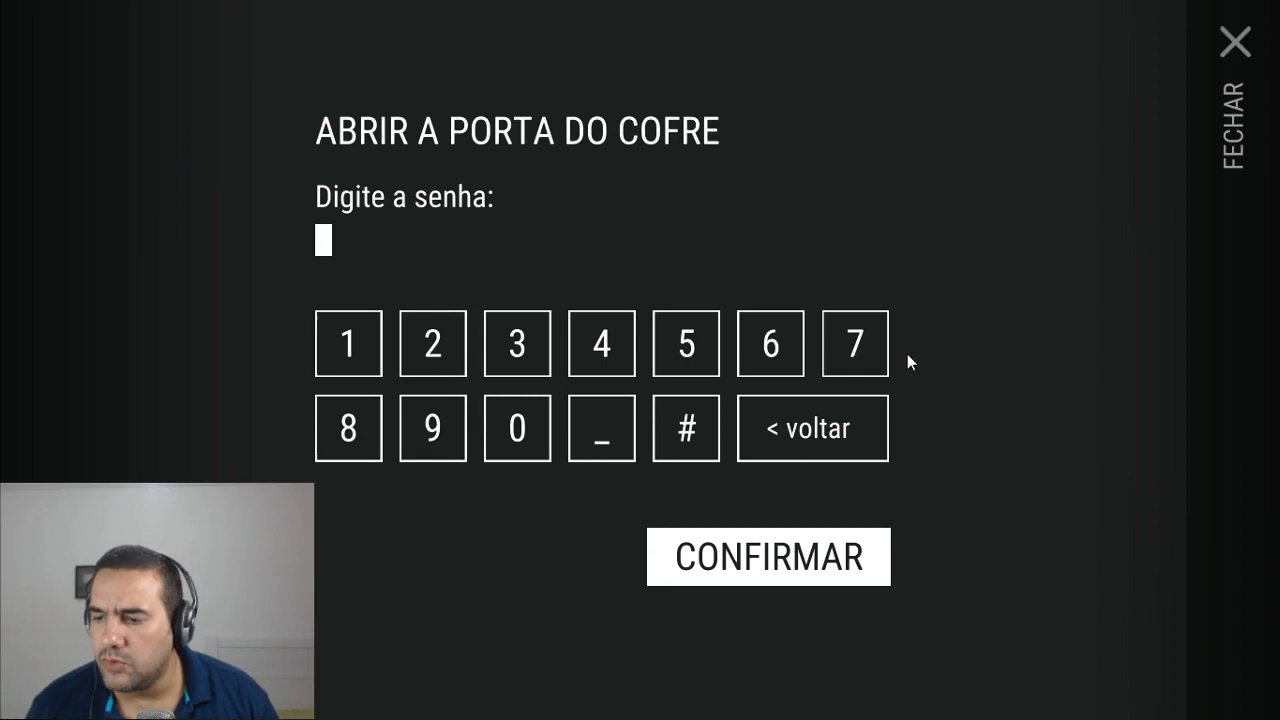 ABRIR A PORTA DO COFRE
Digite a senha:
1 2 3 4 5 6 7
8 9 0 _ # < voltar
CONFIRMAR
FECHAR